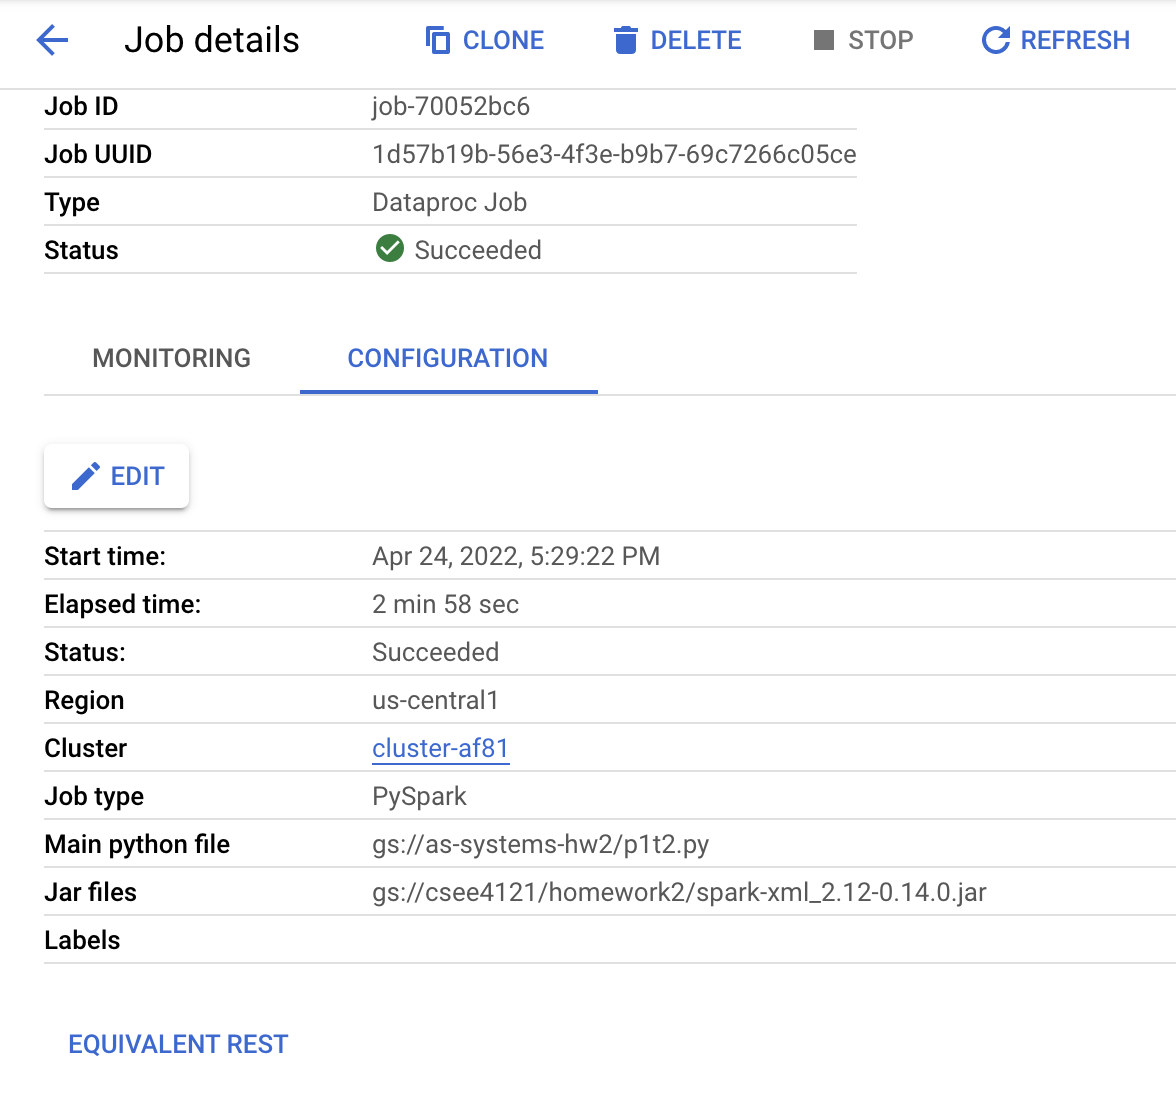 Job details CLONE DELETE STOP REFRESH
Job ID job-70052bc6
Job UUID 1d57b19b-56e3-4f3e-b9b7-69c7266c05ce
Type Dataproc Job
Status Succeeded
MONITORING CONFIGURATION
EDIT
Start time: Apr 24, 2022, 5:29:22 PM
Elapsed time: 2 min 58 sec
Status: Succeeded
Region us-central1
Cluster cluster-af81
Job type PySpark
Main python file gs://as-systems-hw2/p1t2.py
Jar files gs://csee4121/homework2/spark-xml_2.12-0.14.0.jar
Labels
EQUIVALENT REST